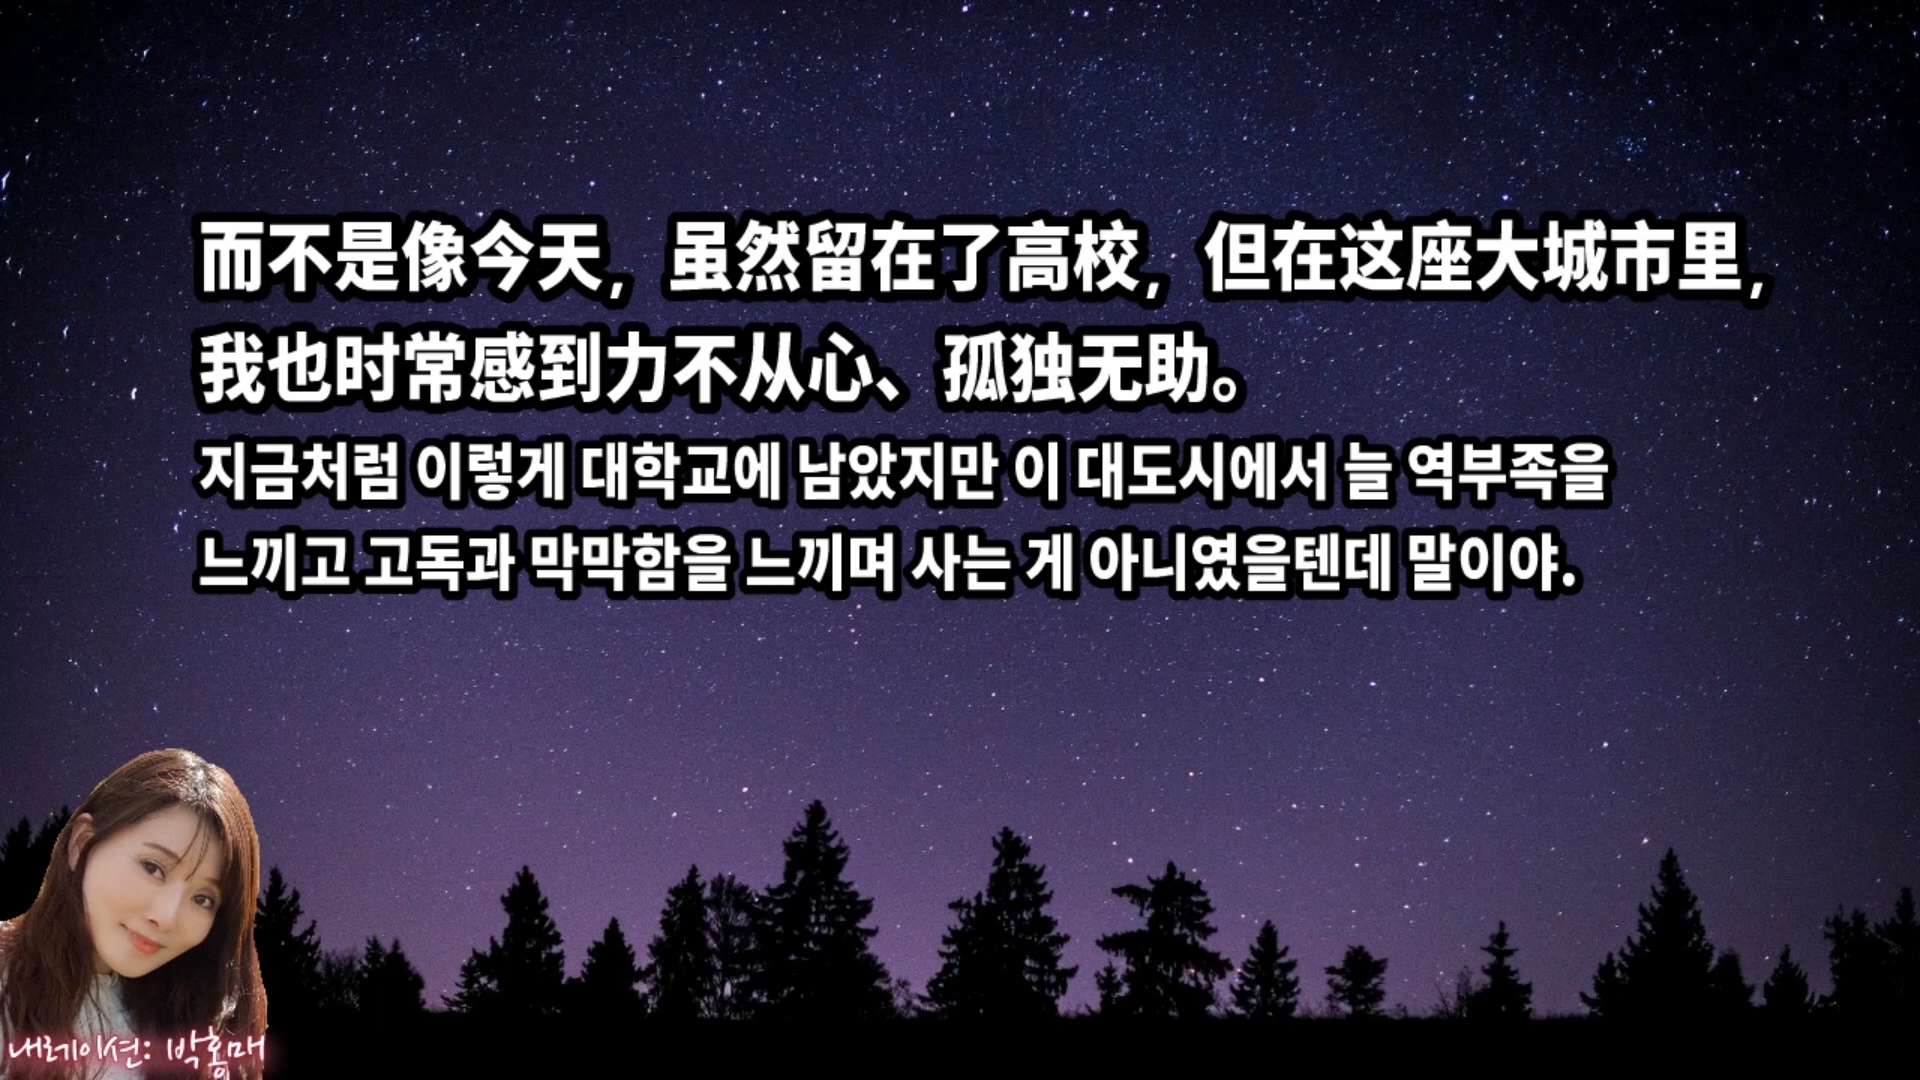 而不是像今天，虽然留在了高校，但在这座大城市里，
我也时常感到力不从心、孤独无助。
지금처럼 이렇게 대학교에 남았지만 이 대도시에서 늘 역부족을
느끼고 고독과 막막함을 느끼며 사는 게 아니였을텐데 말이야.
내레이션: 박홍매